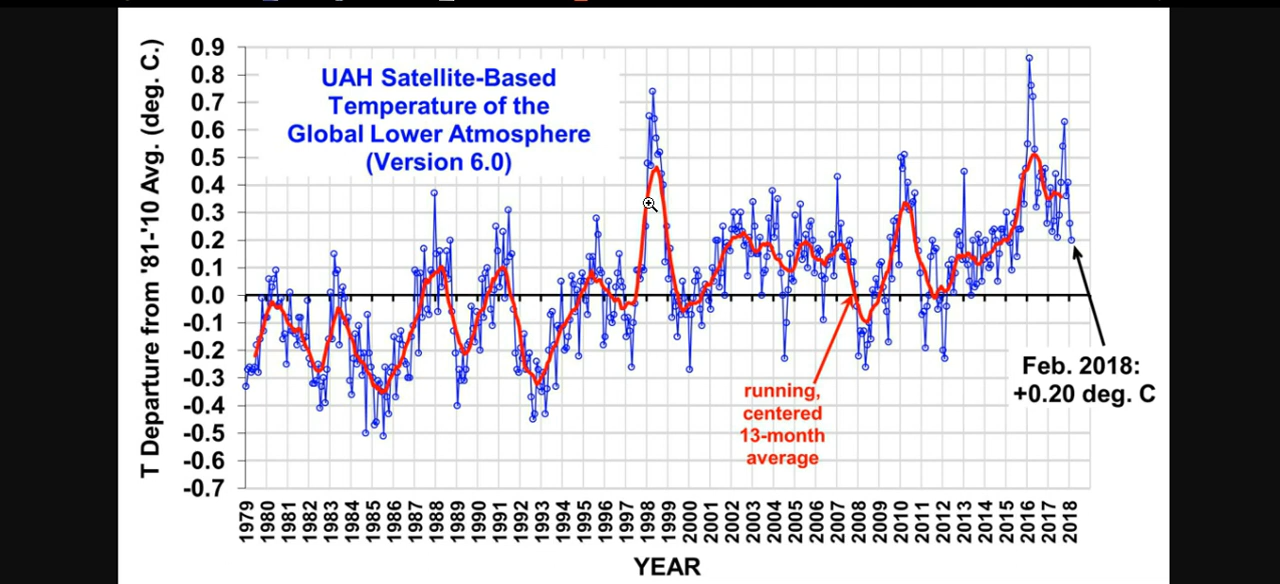 UAH Satellite-Based
Temperature of the
Global Lower Atmosphere
(Version 6.0)
T Departure from '81-'10 Avg. (deg. C.)
0.9
0.8
0.7
0.6
0.5
0.4
0.3
0.2
0.1
0.0
-0.1
-0.2
-0.3
-0.4
-0.5
-0.6
-0.7
running,
centered
13-month
average
Feb. 2018:
+0.20 deg. C
1979 1980 1981 1982 1983 1984 1985 1986 1987 1988 1989 1990 1991 1992 1993 1994 1995 1996 1997 1998 1999 2000 2001 2002 2003 2004 2005 2006 2007 2008 2009 2010 2011 2012 2013 2014 2015 2016 2017 2018
YEAR